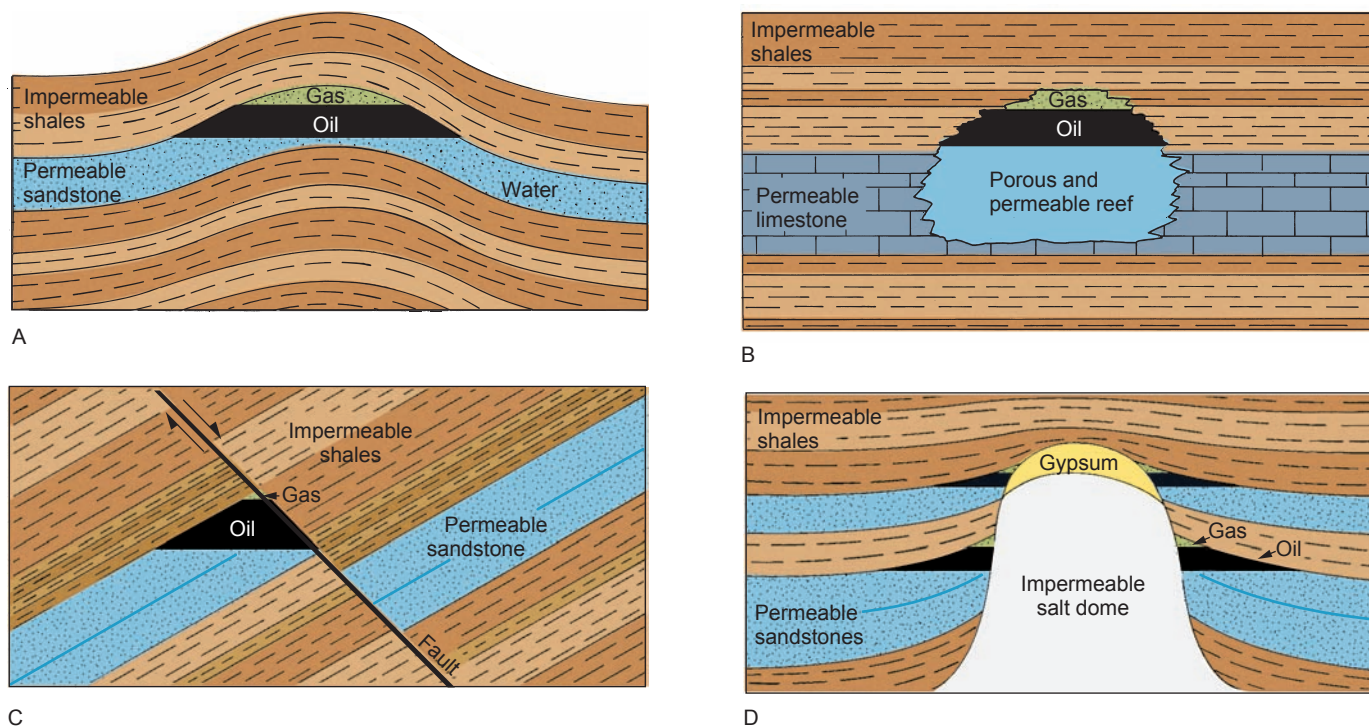 Impermeable
shales
Gas
Oil
Permeable
sandstone
Water
A
Impermeable
shales
Gas
Oil
Permeable
limestone
Porous and
permeable reef
B
Impermeable
shales
Gas
Oil
Permeable
sandstone
Fault
C
Impermeable
shales
Gypsum
Gas
Oil
Impermeable
salt dome
Permeable
sandstones
D